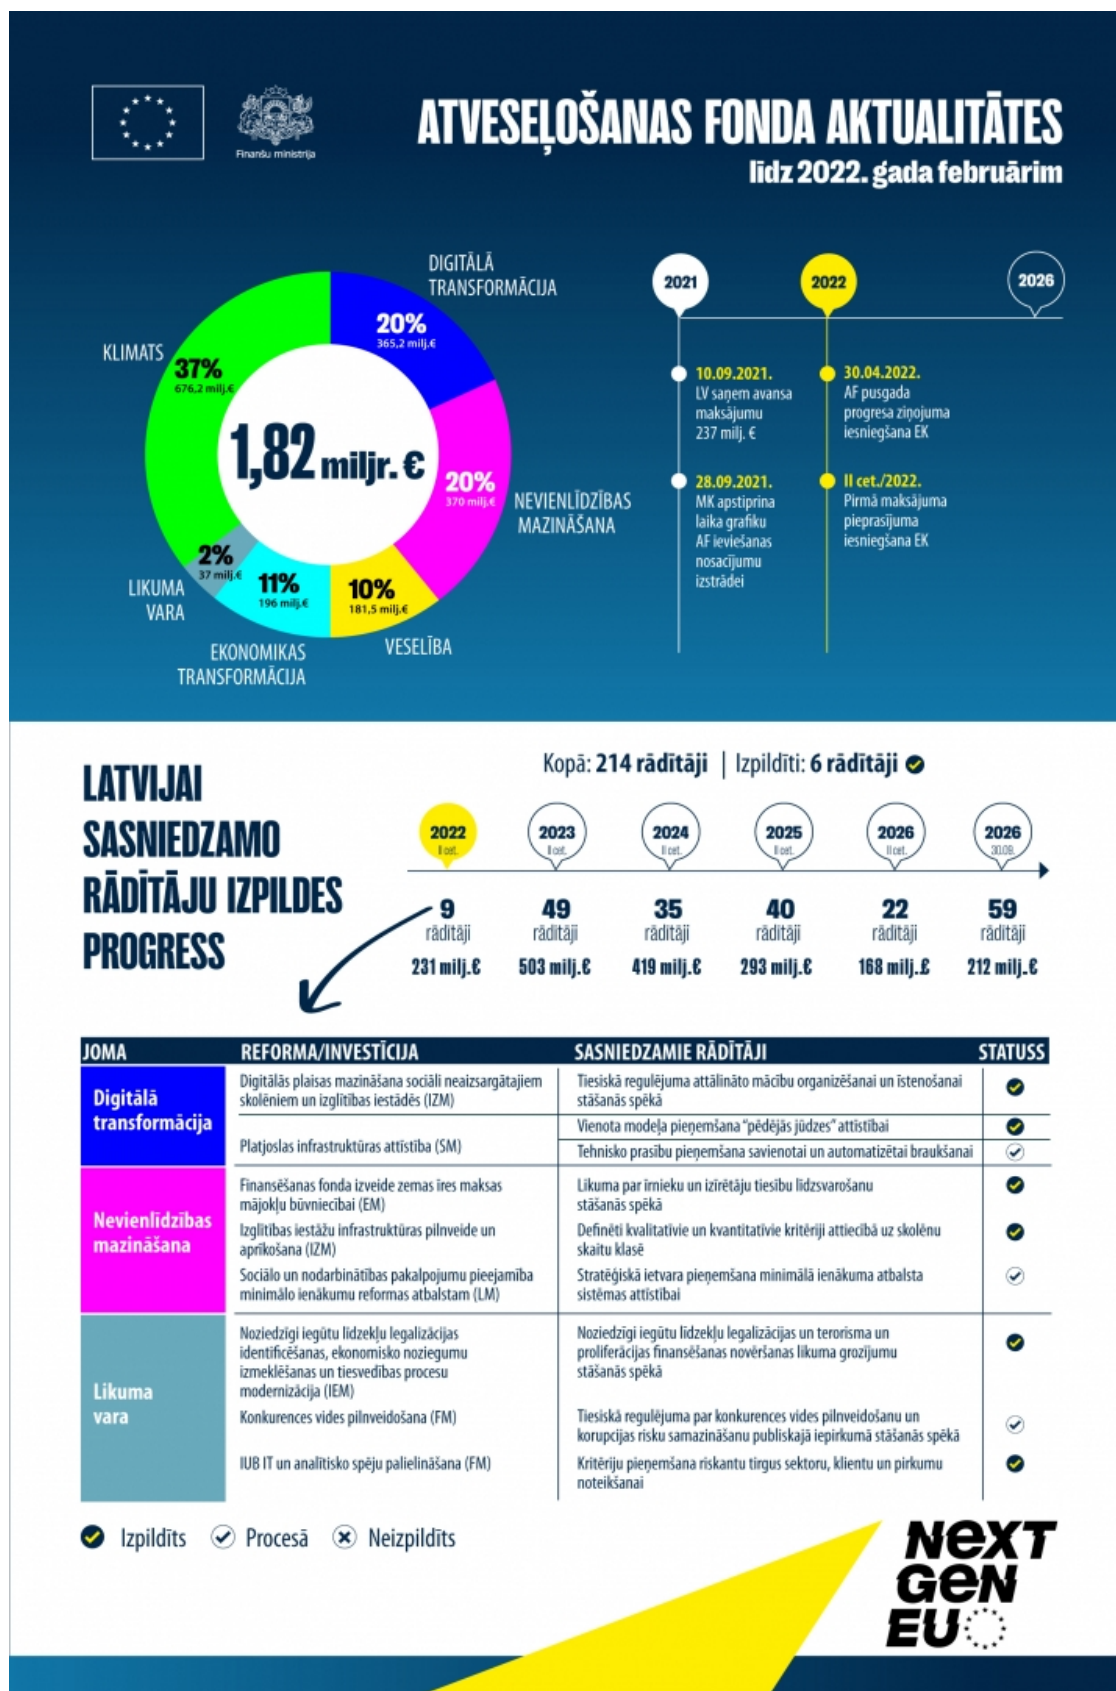 Finanšu ministrija
ATVESEĻOŠANAS FONDA AKTUALITĀTES
līdz 2022. gada februārim
DIGITĀLĀ
TRANSFORMĀCIJA
20%
365,2 milj.€
KLIMATS
37%
676,2 milj.€
1,82 miljr. €
20%
370 milj.€
NEVIENLĪDZĪBAS
MAZINĀŠANA
2%
37 milj.€
LIKUMA
VARA
11%
196 milj.€
10%
181,5 milj.€
EKONOMIKAS
TRANSFORMĀCIJA
VESELĪBA
2021
2022
2026
10.09.2021.
LV saņem avansa
maksājumu
237 milj. €
28.09.2021.
MK apstiprina
laika grafiku
AF ieviešanas
nosacījumu
izstrādei
30.04.2022.
AF pusgada
progresa ziņojuma
iesniegšana EK
II cet./2022.
Pirmā maksājuma
pieprasījuma
iesniegšana EK
LATVIJAI
SASNIEDZAMO
RĀDĪTĀJU IZPILDES
PROGRESS
Kopā: 214 rādītāji | Izpildīti: 6 rādītāji
2022
II cet.
2023
II cet.
2024
II cet.
2025
II cet.
2026
II cet.
2026
30.09.
9
rādītāji
231 milj.€
49
rādītāji
503 milj.€
35
rādītāji
419 milj.€
40
rādītāji
293 milj.€
22
rādītāji
168 milj.£
59
rādītāji
212 milj.€
JOMA REFORMA/INVESTĪCIJA SASNIEDZAMIE RĀDĪTĀJI STATUSS
Digitālā
transformācija
Digitālās plaisas mazināšana sociāli neaizsargātajiem
skolēniem un izglītības iestādēs (IZM)
Tiesiskā regulējuma attālināto mācību organizēšanai un īstenošanai
stāšanās spēkā
Platjoslas infrastruktūras attīstība (SM)
Vienota modeļa pieņemšana "pēdējās jūdzes" attīstībai
Tehnisko prasību pieņemšana savienotai un automatizētai braukšanai
Nevienlīdzības
mazināšana
Finansēšanas fonda izveide zemas īres maksas
mājokļu būvniecībai (EM)
Likuma par īrnieku un izīrētāju tiesību līdzsvarošanu
stāšanās spēkā
Izglītības iestāžu infrastruktūras pilnveide un
aprīkošana (IZM)
Definēti kvalitatīvie un kvantitatīvie kritēriji attiecībā uz skolēnu
skaitu klasē
Sociālo un nodarbinātības pakalpojumu pieejamība
minimālo ienākumu reformas atbalstam (LM)
Stratēģiskā ietvara pieņemšana minimālā ienākuma atbalsta
sistēmas attīstībai
Likuma
vara
Noziedzīgi iegūtu līdzekļu legalizācijas
identificēšanas, ekonomisko noziegumu
izmeklēšanas un tiesvedības procesu
modernizācija (IEM)
Noziedzīgi iegūtu līdzekļu legalizācijas un terorisma un
proliferācijas finansēšanas novēršanas likuma grozījumu
stāšanās spēkā
Konkurences vides pilnveidošana (FM)
Tiesiskā regulējuma par konkurences vides pilnveidošanu un
korupcijas risku samazināšanu publiskajā iepirkumā stāšanās spēkā
IUB IT un analītisko spēju palielināšana (FM)
Kritēriju pieņemšana riskantu tirgus sektoru, klientu un pirkumu
noteikšanai
Izpildīts
Procesā
Neizpildīts
NEXT
GEN
EU